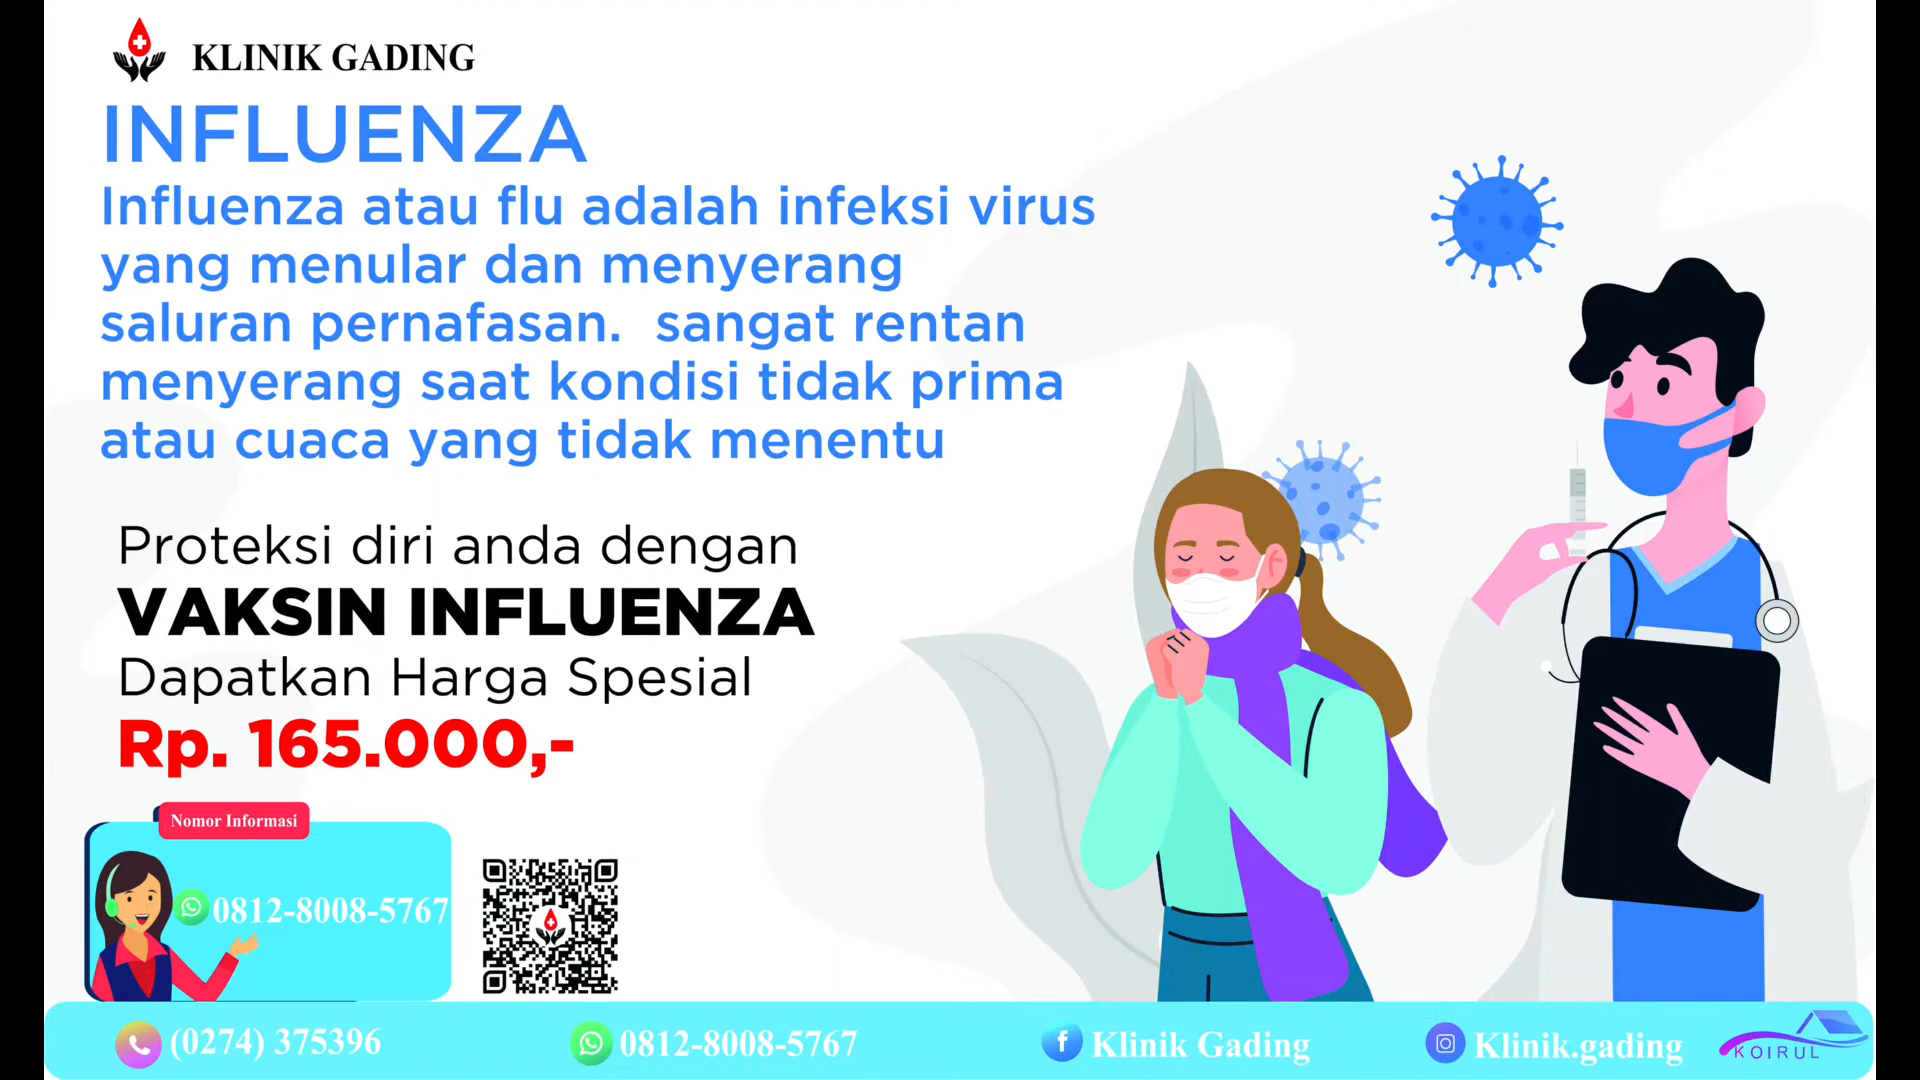 KLINIK GADING
INFLUENZA
Influenza atau flu adalah infeksi virus
yang menular dan menyerang
saluran pernafasan.  sangat rentan
menyerang saat kondisi tidak prima
atau cuaca yang tidak menentu
Proteksi diri anda dengan
VAKSIN INFLUENZA
Dapatkan Harga Spesial
Rp. 165.000,-
Nomor Informasi
0812-8008-5767
(0274) 375396
0812-8008-5767
Klinik Gading
Klinik.gading
KOIRUL